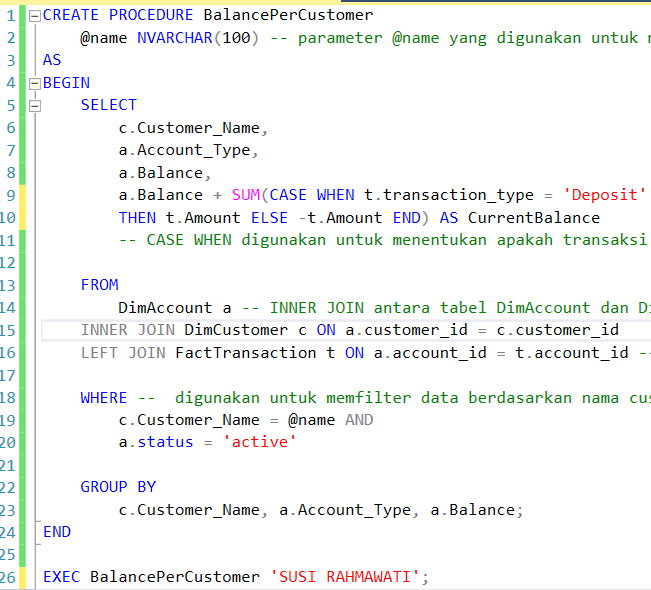 1 CREATE PROCEDURE BalancePerCustomer
2 @name NVARCHAR(100) -- parameter @name yang digunakan untuk
3 AS
4 BEGIN
5 SELECT
6 c.Customer_Name,
7 a.Account_Type,
8 a.Balance,
9 a.Balance + SUM(CASE WHEN t.transaction_type = 'Deposit'
10 THEN t.Amount ELSE -t.Amount END) AS CurrentBalance
11 -- CASE WHEN digunakan untuk menentukan apakah transaksi
12
13 FROM
14 DimAccount a -- INNER JOIN antara tabel DimAccount dan
15 INNER JOIN DimCustomer c ON a.customer_id = c.customer_id
16 LEFT JOIN FactTransaction t ON a.account_id = t.account_id --
17
18 WHERE -- digunakan untuk memfilter data berdasarkan nama
19 c.Customer_Name = @name AND
20 a.status = 'active'
21
22 GROUP BY
23 c.Customer_Name, a.Account_Type, a.Balance;
24 END
25
26 EXEC BalancePerCustomer 'SUSI RAHMAWATI';